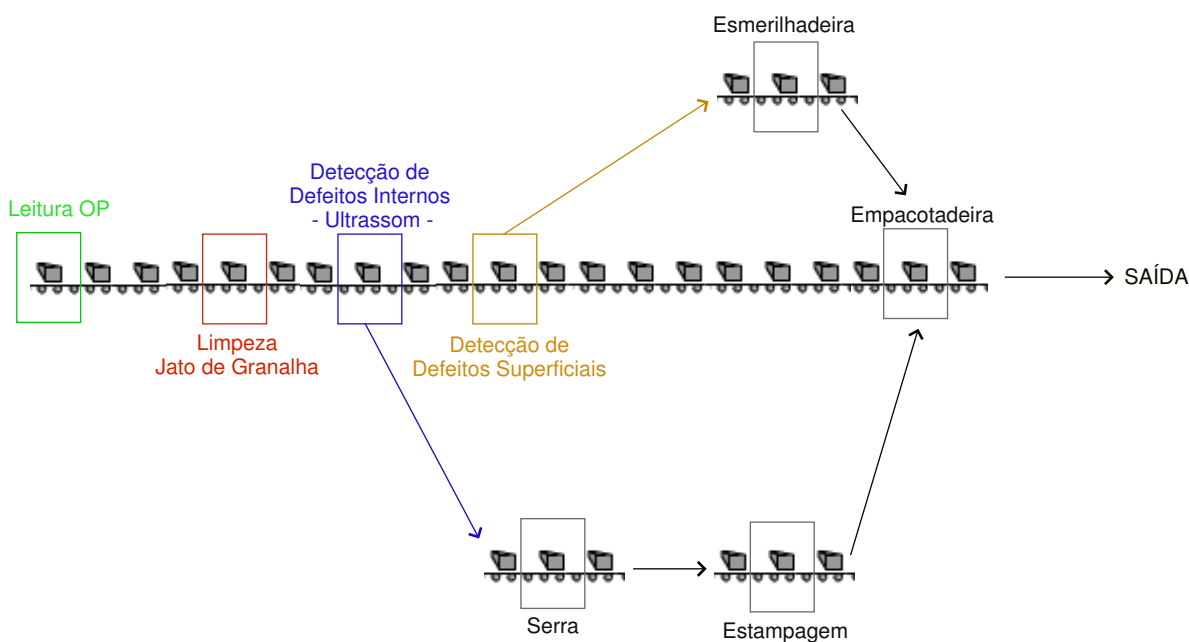 Esmerilhadeira
Detecção de
Defeitos Internos
- Ultrassom -
Leitura OP
Empacotadeira
SAÍDA
Limpeza
Jato de Granalha
Detecção de
Defeitos Superficiais
Serra
Estampagem